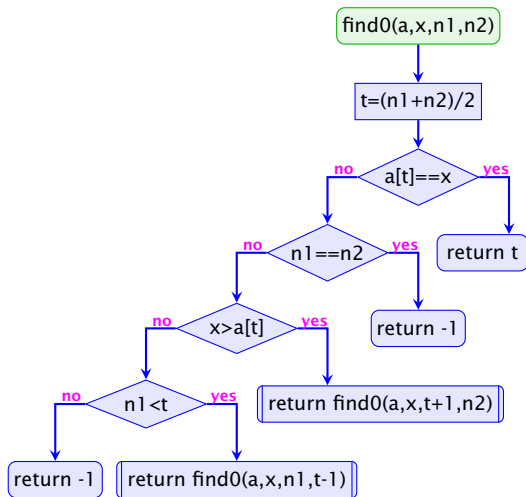 find0(a,x,n1,n2)
t=(n1+n2)/2
a[t]==x
no
yes
return t
n1==n2
no
yes
return -1
x>a[t]
no
yes
return find0(a,x,t+1,n2)
n1<t
no
yes
return -1
return find0(a,x,n1,t-1)